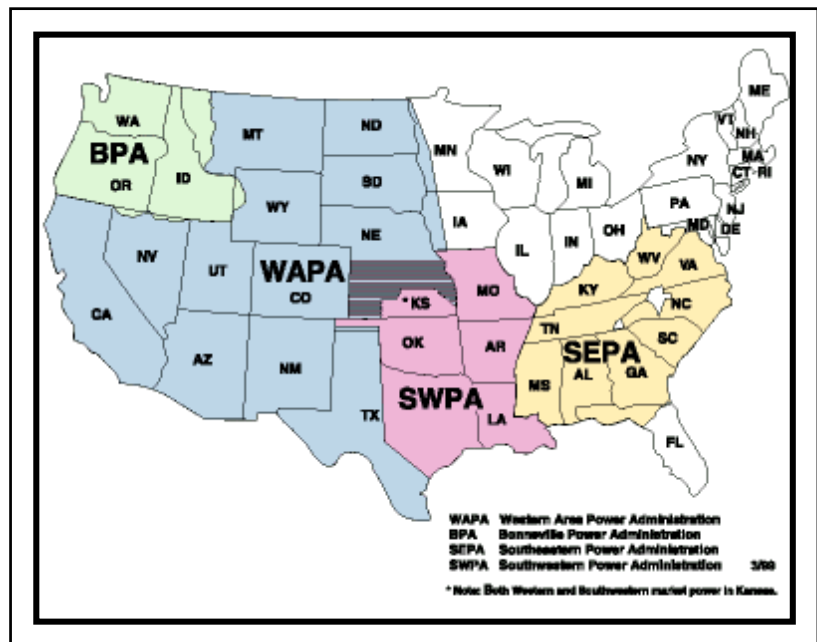 ME
WA
MT
ND
VT
NH
MN
BPA
OR
ID
SD
WI
NY
MA
CT RI
MI
WY
PA
NJ
IA
NE
OH
MD
DE
NV
UT
WAPA
CO
IL
IN
WV
VA
CA
*KS
MO
KY
NC
TN
OK
AR
SEPA
SC
AZ
NM
MS
AL
GA
SWPA
TX
LA
FL
WAPA Western Area Power Administration
BPA Bonneville Power Administration
SEPA Southeastern Power Administration
SWPA Southwestern Power Administration 3/99
* Note: Both Western and Southwestern market power in Kansas.